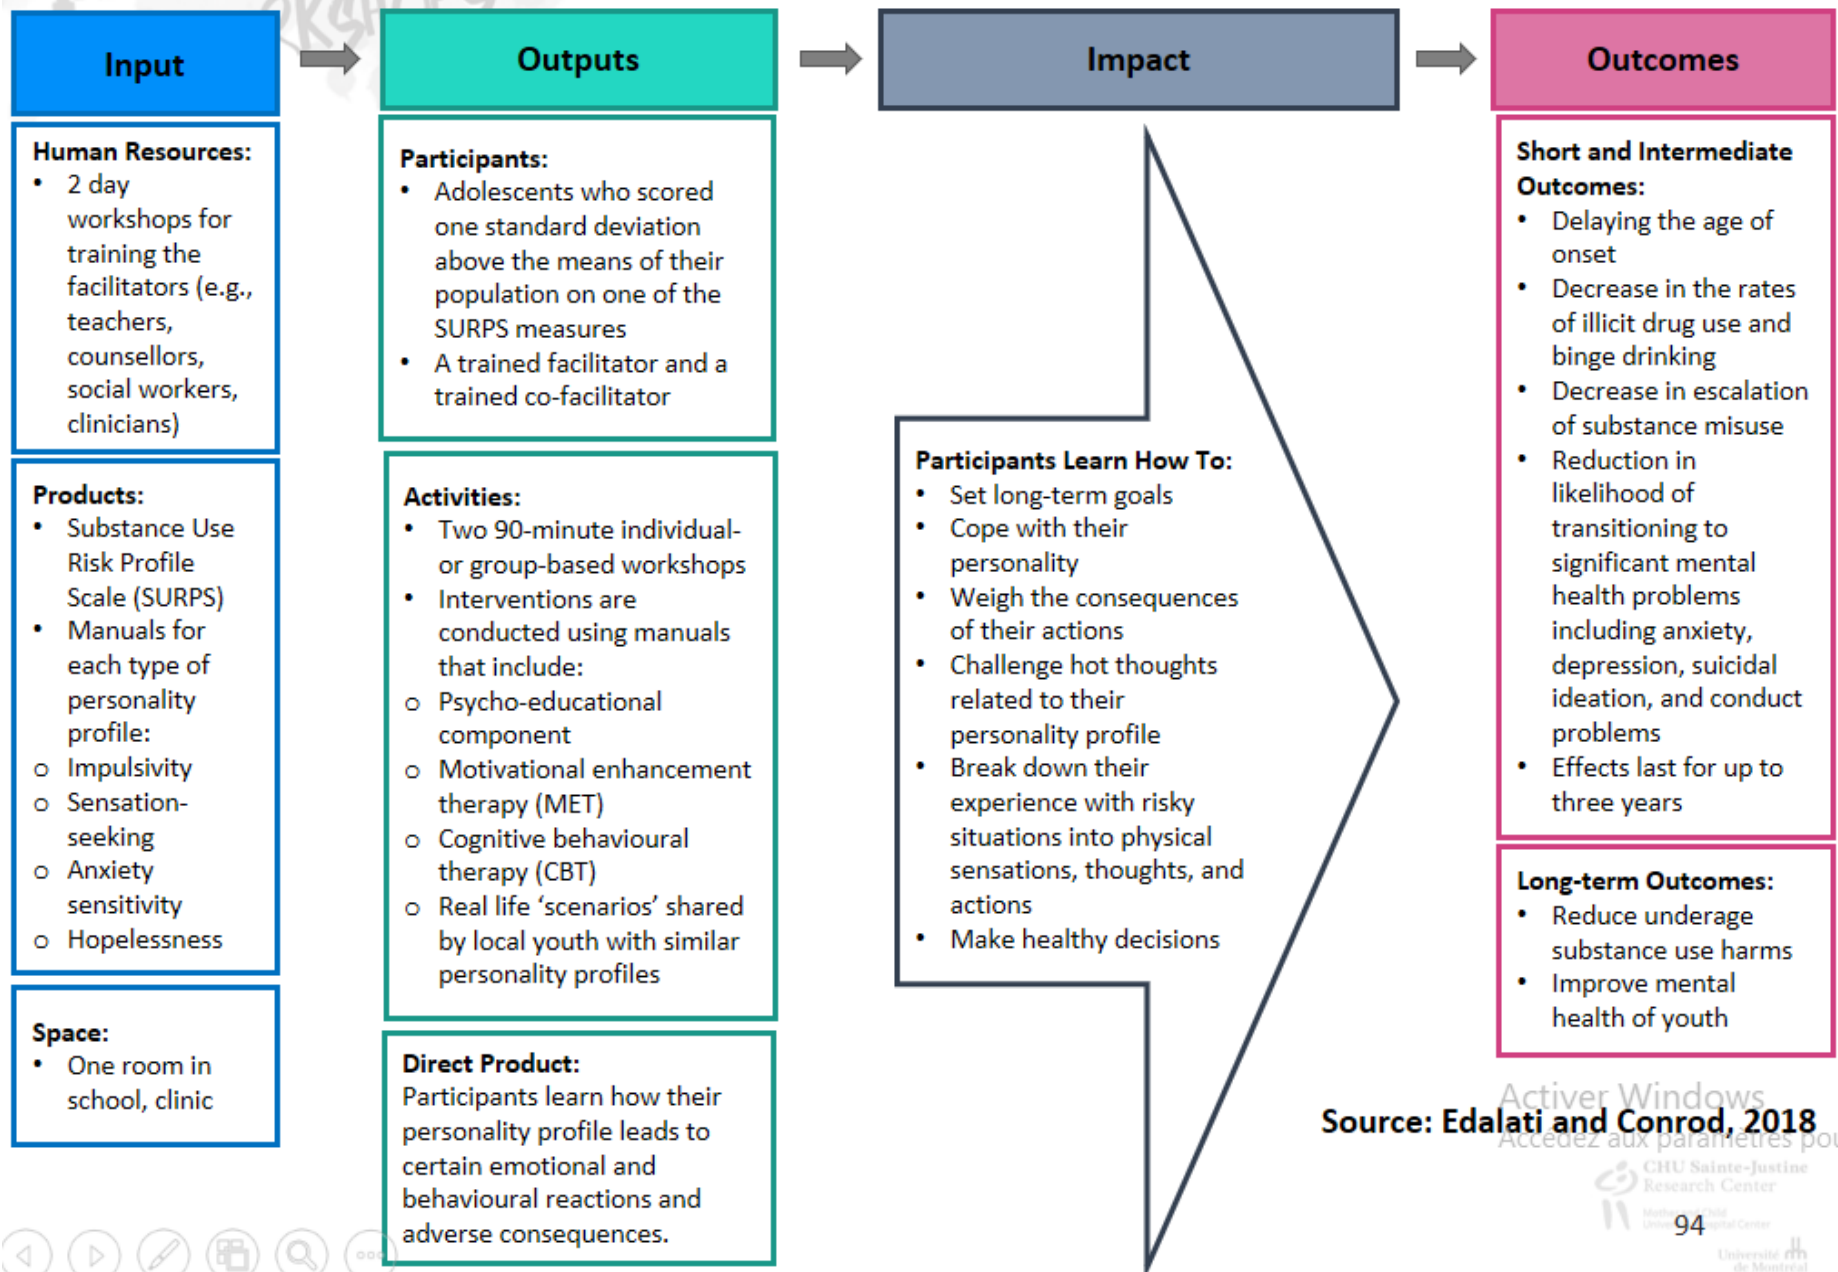 Input
Outputs
Impact
Outcomes
Human Resources:
• 2 day
workshops for
training the
facilitators (e.g.,
teachers,
counsellors,
social workers,
clinicians)
Products:
• Substance Use
Risk Profile
Scale (SURPS)
• Manuals for
each type of
personality
profile:
o Impulsivity
o Sensation-
seeking
o Anxiety
sensitivity
o Hopelessness
Space:
• One room in
school, clinic
Participants:
• Adolescents who scored
one standard deviation
above the means of their
population on one of the
SURPS measures
• A trained facilitator and a
trained co-facilitator
Activities:
• Two 90-minute individual-
or group-based workshops
• Interventions are
conducted using manuals
that include:
o Psycho-educational
component
o Motivational enhancement
therapy (MET)
o Cognitive behavioural
therapy (CBT)
o Real life ‘scenarios’ shared
by local youth with similar
personality profiles
Direct Product:
Participants learn how their
personality profile leads to
certain emotional and
behavioural reactions and
adverse consequences.
Participants Learn How To:
• Set long-term goals
• Cope with their
personality
• Weigh the consequences
of their actions
• Challenge hot thoughts
related to their
personality profile
• Break down their
experience with risky
situations into physical
sensations, thoughts, and
actions
• Make healthy decisions
Short and Intermediate
Outcomes:
• Delaying the age of
onset
• Decrease in the rates
of illicit drug use and
binge drinking
• Decrease in escalation
of substance misuse
• Reduction in
likelihood of
transitioning to
significant mental
health problems
including anxiety,
depression, suicidal
ideation, and conduct
problems
• Effects last for up to
three years
Long-term Outcomes:
• Reduce underage
substance use harms
• Improve mental
health of youth
Activer Windows
Source: Edalati and Conrod, 2018
Accédez aux paramètres pou
CHU Sainte-Justine
Research Center
94
Université
de Montréal